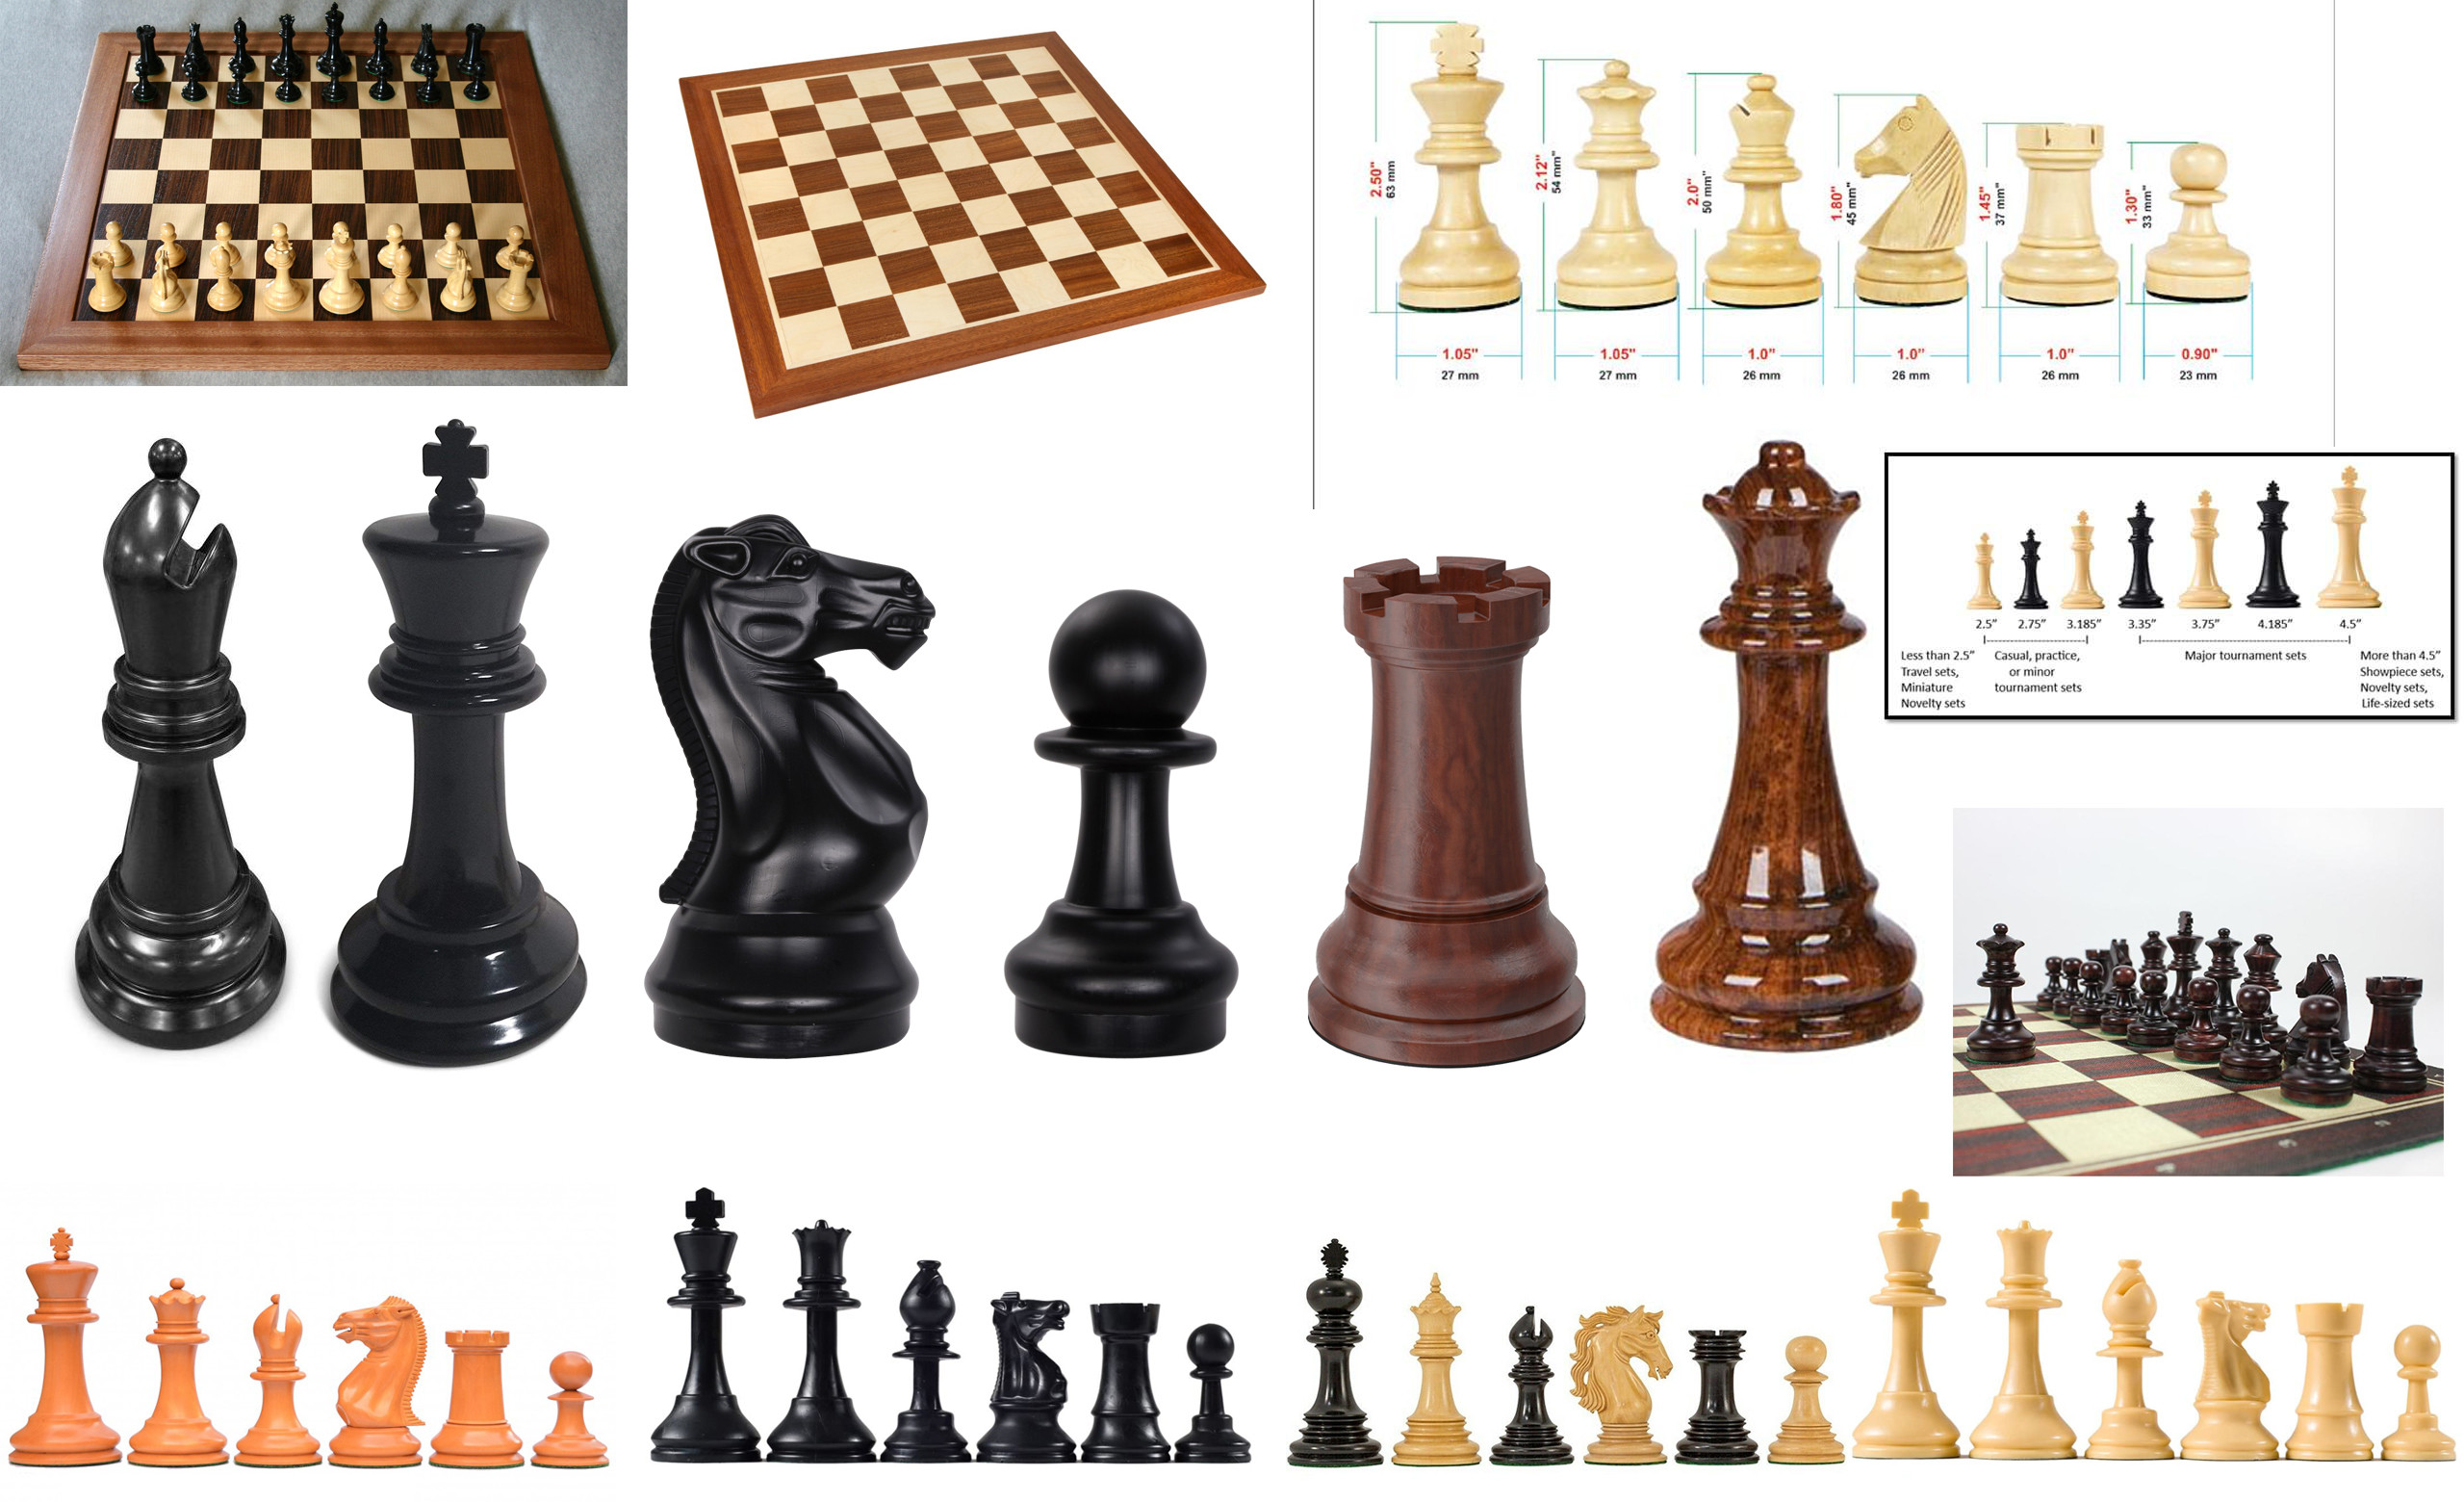 2.50"
63 mm
2.12"
54 mm"
2.0"
50 mm"
1.80"
45 mm"
1.45"
37 mm"
1.30"
33 mm"
1.05"
27 mm
1.05"
27 mm
1.0"
26 mm
1.0"
26 mm
1.0"
26 mm
0.90"
23 mm
2.5" 2.75" 3.185" 3.35" 3.75" 4.185" 4.5"
Less than 2.5"
Travel sets,
Miniature
Novelty sets
Casual, practice,
or minor
tournament sets
Major tournament sets
More than 4.5"
Showpiece sets,
Novelty sets,
Life-sized sets